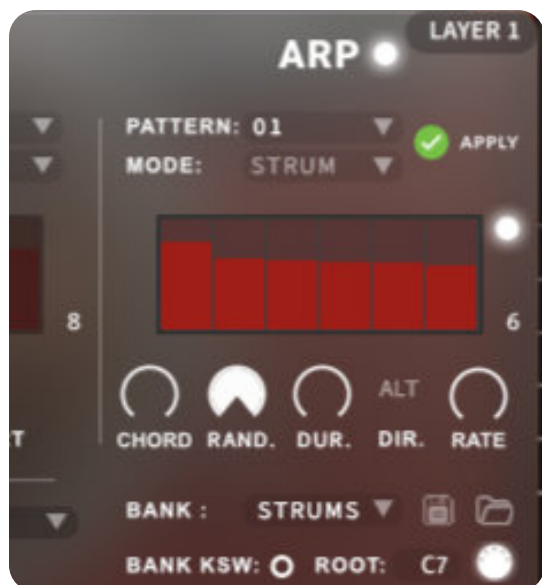 LAYER 1
ARP
PATTERN: 01
APPLY
MODE: STRUM
8
6
ALT
CHORD RAND. DUR. DIR. RATE
BANK : STRUMS
BANK KSW: ROOT: C7